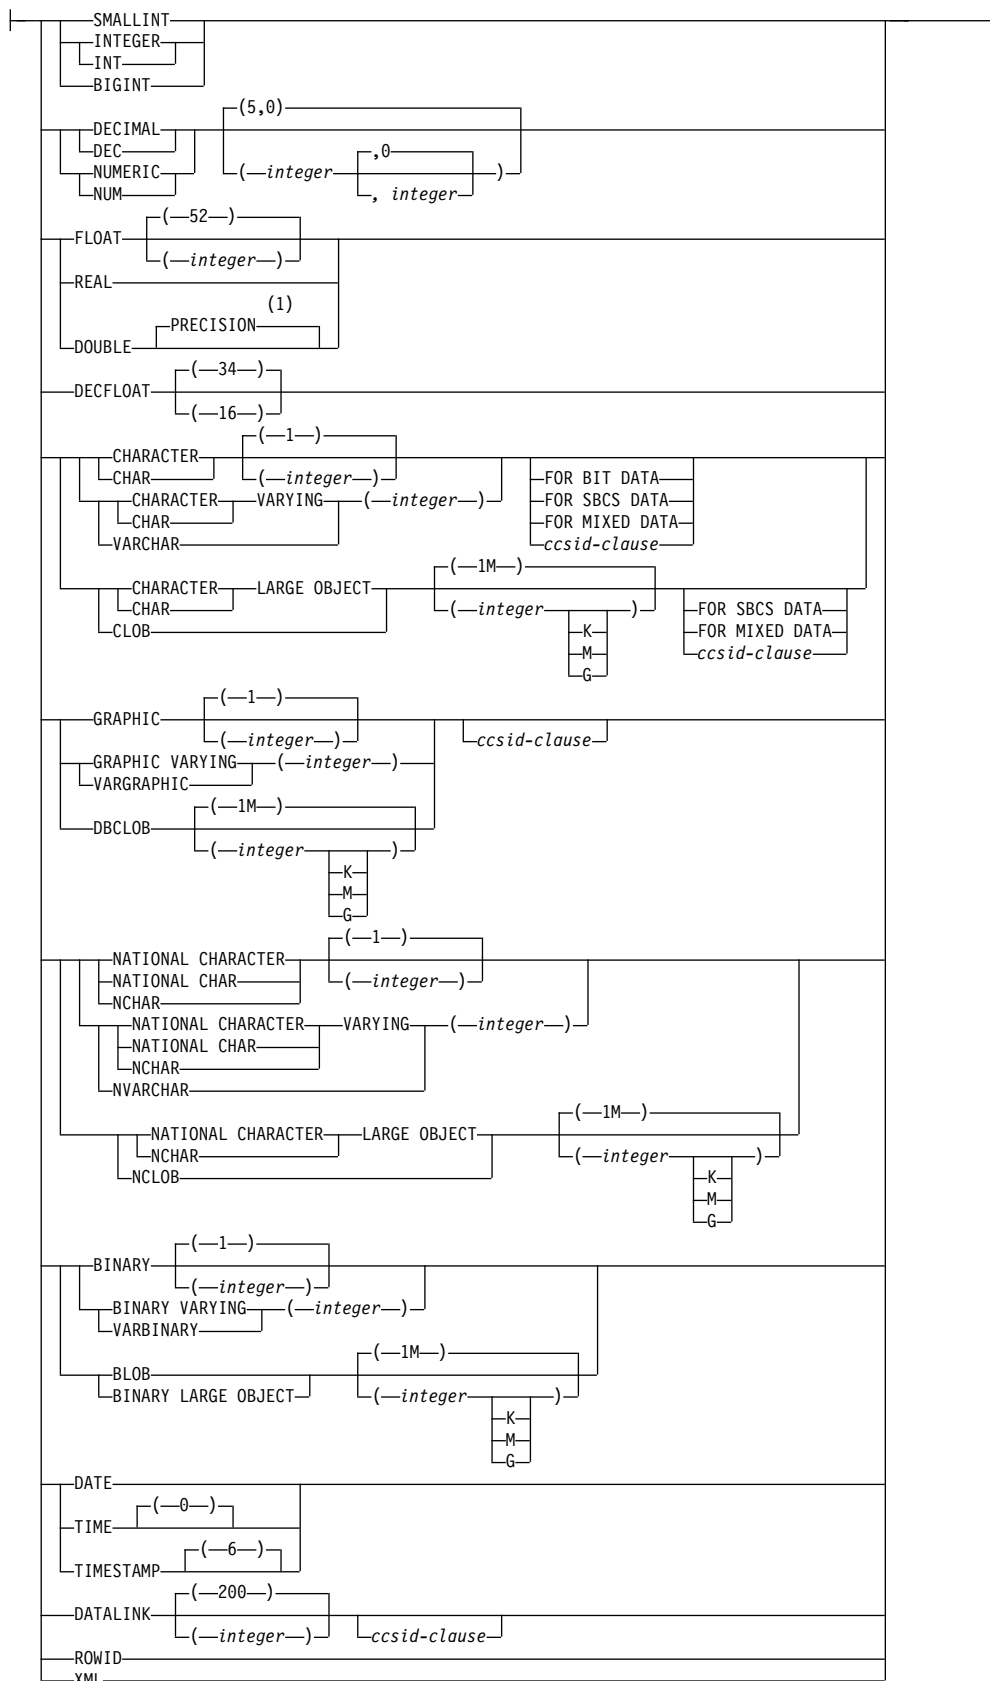 SMALLINT
INTEGER
INT
BIGINT
(5,0)
DECIMAL
DEC ,0
NUMERIC ( integer )
NUM , integer
( 52 )
FLOAT
( integer )
REAL
(1)
PRECISION
DOUBLE
( 34 )
DECFLOAT
( 16 )
( 1 )
CHARACTER
CHAR ( integer ) FOR BIT DATA
CHARACTER VARYING ( integer ) FOR SBCS DATA
CHAR FOR MIXED DATA
VARCHAR ccsid-clause
( 1M )
CHARACTER LARGE OBJECT
CHAR ( integer ) FOR SBCS DATA
CLOB K FOR MIXED DATA
M ccsid-clause
G
( 1 )
GRAPHIC
( integer ) ccsid-clause
GRAPHIC VARYING ( integer )
VARGRAPHIC
( 1M )
DBCLOB
( integer )
K
M
G
( 1 )
NATIONAL CHARACTER
NATIONAL CHAR ( integer )
NCHAR
NATIONAL CHARACTER VARYING ( integer )
NATIONAL CHAR
NCHAR
NVARCHAR
( 1M )
NATIONAL CHARACTER LARGE OBJECT
NCHAR ( integer )
NCLOB K
M
G
( 1 )
BINARY
( integer )
BINARY VARYING ( integer )
VARBINARY
( 1M )
BLOB
BINARY LARGE OBJECT ( integer )
K
M
G
DATE
( 0 )
TIME
( 6 )
TIMESTAMP
( 200 )
DATALINK
( integer ) ccsid-clause
ROWID
XML